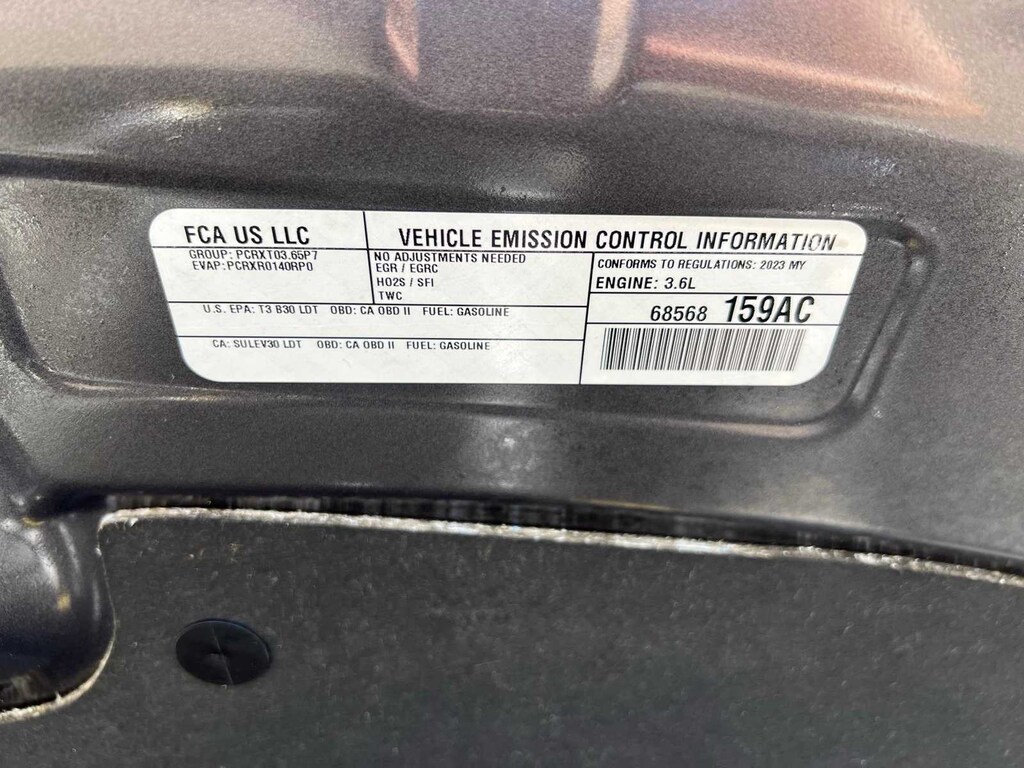 FCA US LLC
VEHICLE EMISSION CONTROL INFORMATION
GROUP: PCRXT03.65P7
EVAP:PCRXR0140RP0
NO ADJUSTMENTS NEEDED
EGR / EGRC
HO2S / SFI
TWC
CONFORMS TO REGULATIONS: 2023 MY
ENGINE: 3.6L
U.S. EPA: T3 B30 LDT OBD: CA OBD II FUEL: GASOLINE
68568 159AC
CA: SULEV30 LDT OBD: CA OBD II FUEL: GASOLINE